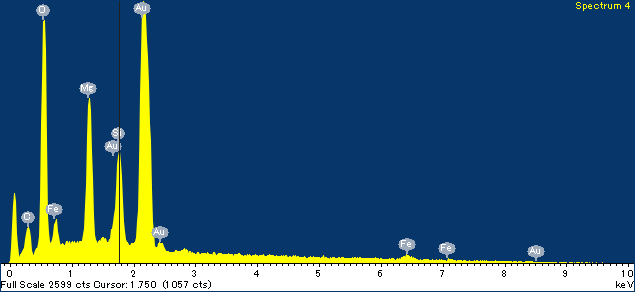 Spectrum 4
O
Au
Mg
Si
Au
Fe
Au
Fe
Fe
Au
0 1 2 3 4 5 6 7 8 9 10
Full Scale 2599 cts Cursor: 1.750 (1057 cts)
keV